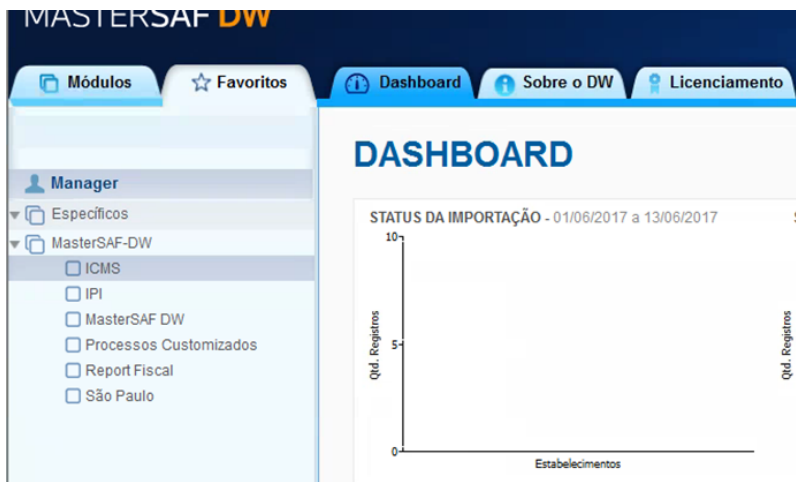 MASTERSAF DW
Módulos
Favoritos
Dashboard
Sobre o DW
Licenciamento
Manager
Específicos
MasterSAF-DW
ICMS
IPI
MasterSAF DW
Processos Customizados
Report Fiscal
São Paulo
DASHBOARD
STATUS DA IMPORTAÇÃO - 01/06/2017 a 13/06/2017
10
5
0
Qtd. Registros
Estabelecimentos
Qtd. Registros